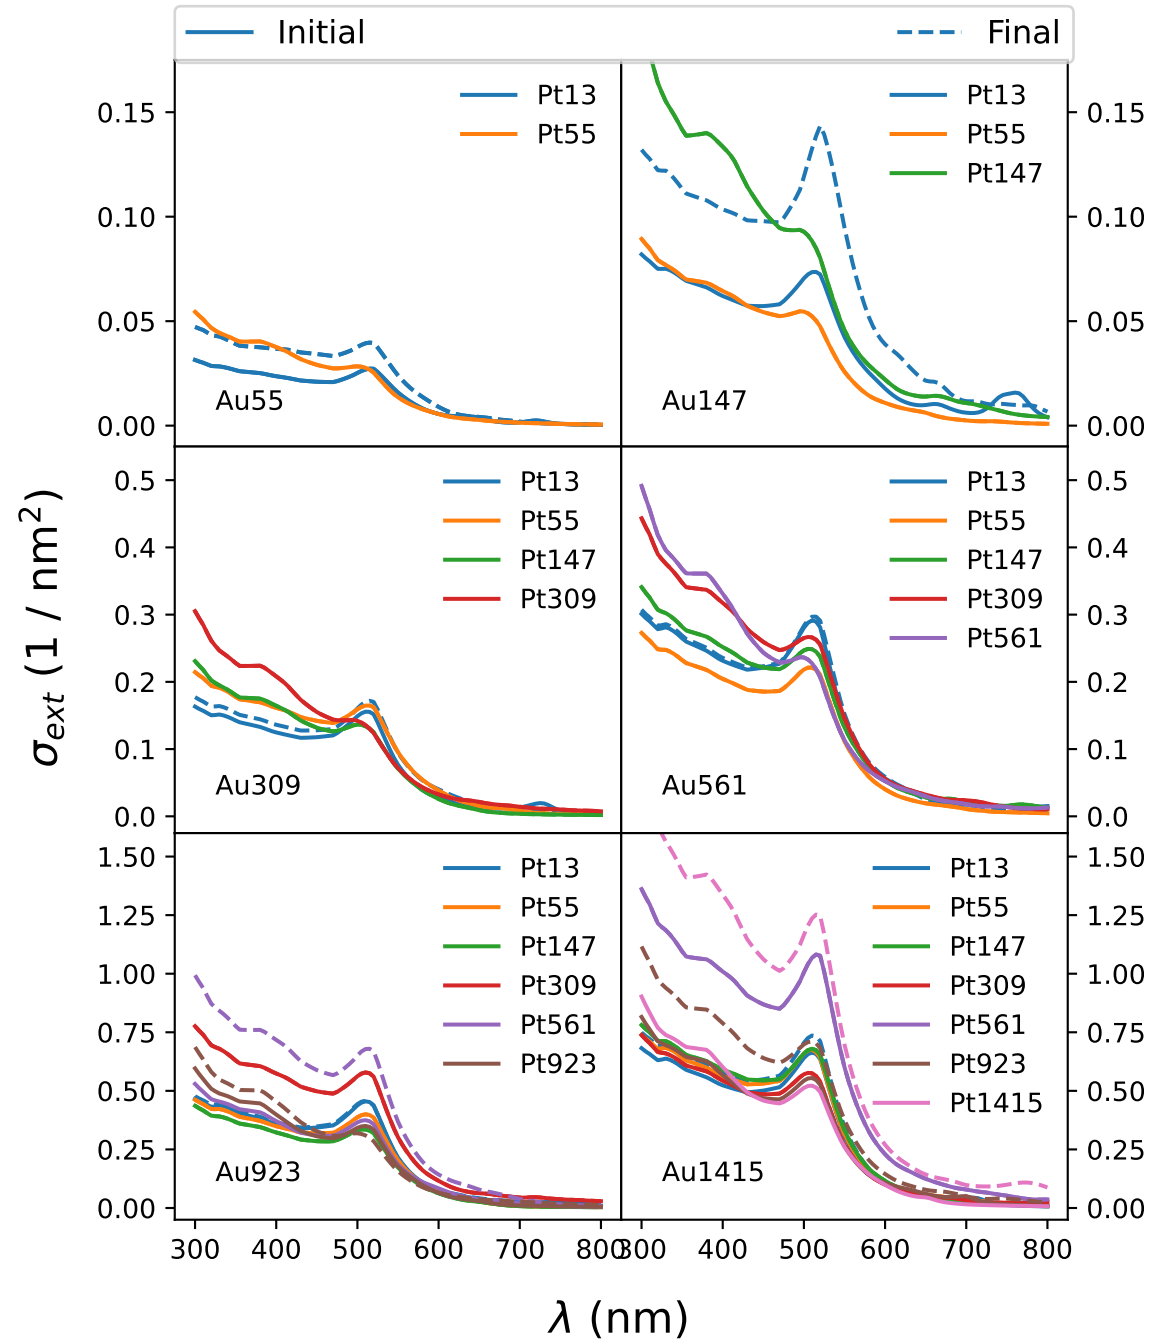 Initial Final
Pt13
Pt55
Au55
0.15
0.10
0.05
0.00
Pt13
Pt55
Pt147
Au147
0.15
0.10
0.05
0.00
Pt13
Pt55
Pt147
Pt309
Au309
0.5
0.4
0.3
0.2
0.1
0.0
Pt13
Pt55
Pt147
Pt309
Pt561
Au561
0.5
0.4
0.3
0.2
0.1
0.0
Pt13
Pt55
Pt147
Pt309
Pt561
Pt923
Au923
1.50
1.25
1.00
0.75
0.50
0.25
0.00
Pt13
Pt55
Pt147
Pt309
Pt561
Pt923
Pt1415
Au1415
1.50
1.25
1.00
0.75
0.50
0.25
0.00
300 400 500 600 700 800
300 400 500 600 700 800
σext (1 / nm²)
λ (nm)